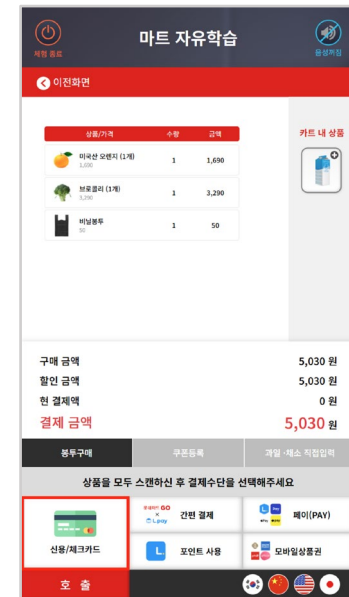 마트 자유학습
체험 종료
음성꺼짐
이전화면
상품/가격 수량 금액
카트 내 상품
미국산 오렌지 (1개) 1 1,690
1,690
브로콜리 (1개) 1 3,290
3,290
비닐봉투 1 50
50
구매 금액 5,030 원
할인 금액 5,030 원
현 결제액 0 원
결제 금액 5,030 원
봉투구매 쿠폰등록 과일·채소 직접입력
상품을 모두 스캔하신 후 결제수단을 선택해주세요
신용/체크카드
GO
× 간편 결제
L.pay
L Pay
페이(PAY)
L 포인트 사용
모바일상품권
호 출